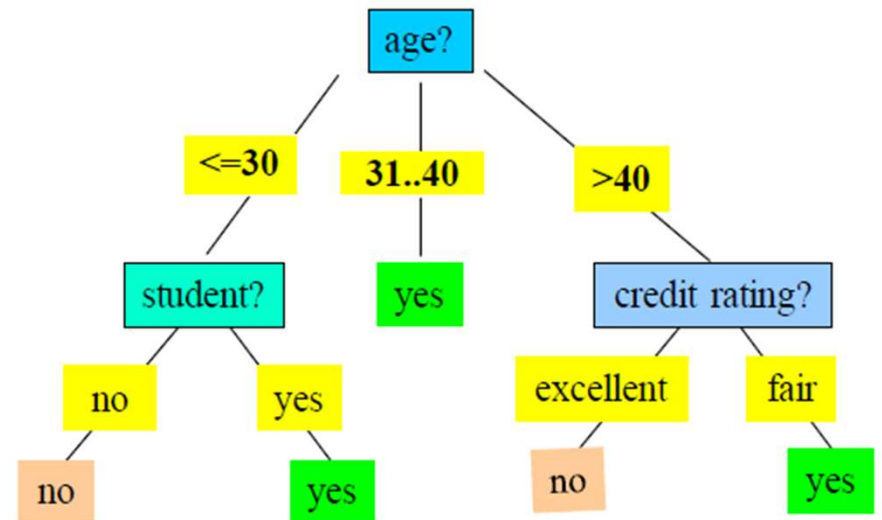 age?
<=30
31..40
>40
student?
yes
credit rating?
no
yes
excellent
fair
no
yes
no
yes